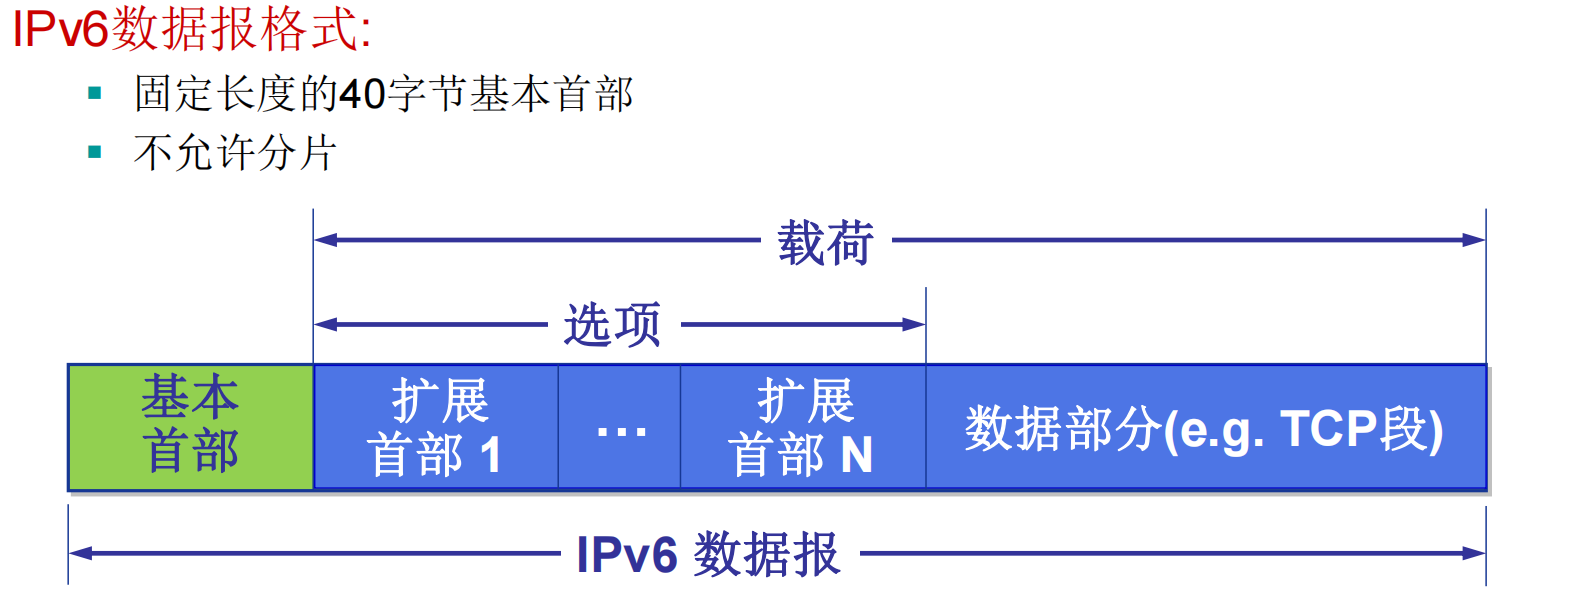 IPv6数据报格式:
固定长度的40字节基本首部
不允许分片
载荷
选项
基本
首部
扩展
首部 1
...
扩展
首部 N
数据部分(e.g. TCP段)
IPv6 数据报